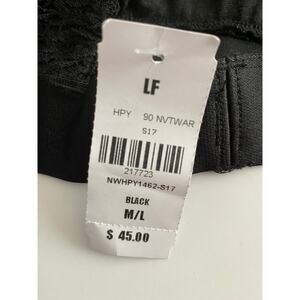 LF
HPY 90 NVTWAR
S17
217723
NWHPY1462-S17
BLACK
M/L
$ 45.00